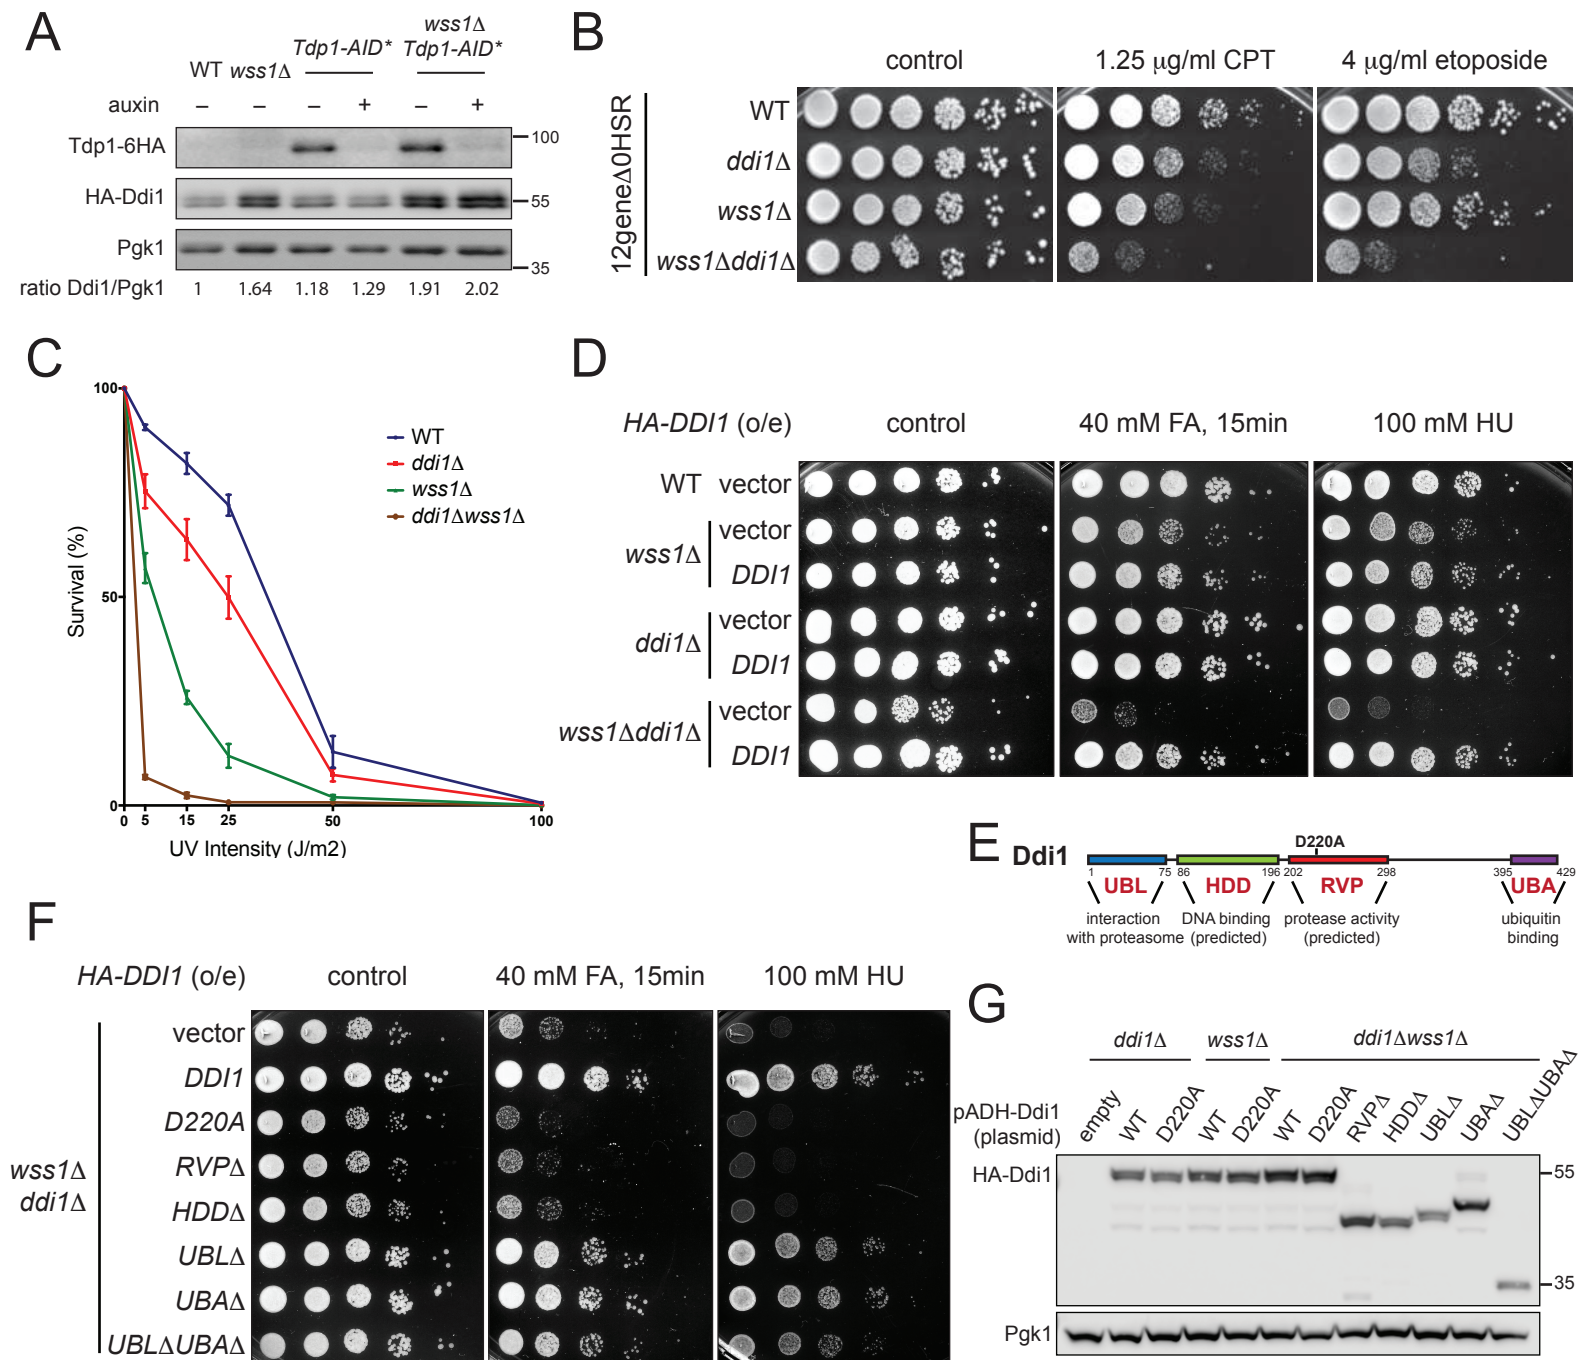 A
WT
wss1Δ
Tdp1-AID*
wss1Δ
Tdp1-AID*
auxin – – – + – +
Tdp1-6HA
100
HA-Ddi1
55
Pgk1
35
ratio Ddi1/Pgk1 1 1.64 1.18 1.29 1.91 2.02
B
control
1.25 µg/ml CPT
4 µg/ml etoposide
12geneΔ0HSR
WT
ddi1Δ
wss1Δ
wss1Δddi1Δ
C
Survival (%)
100
50
0
0 5 15 25 50 100
UV Intensity (J/m2)
WT
ddi1Δ
wss1Δ
ddi1Δwss1Δ
D
HA-DDI1 (o/e)
control
40 mM FA, 15min
100 mM HU
WT vector
wss1Δ
vector
DDI1
ddi1Δ
vector
DDI1
wss1Δddi1Δ
vector
DDI1
E
Ddi1
D220A
1 75 86 196 202 298 395 429
UBL HDD RVP UBA
interaction
with proteasome
DNA binding
(predicted)
protease activity
(predicted)
ubiquitin
binding
F
HA-DDI1 (o/e)
control
40 mM FA, 15min
100 mM HU
wss1Δ
ddi1Δ
vector
DDI1
D220A
RVPΔ
HDDΔ
UBLΔ
UBAΔ
UBLΔUBAΔ
G
ddi1Δ
wss1Δ
ddi1Δwss1Δ
pADH-Ddi1
(plasmid)
empty
WT
D220A
WT
D220A
WT
D220A
RVPΔ
HDDΔ
UBLΔ
UBAΔ
UBLΔUBAΔ
HA-Ddi1
55
35
Pgk1